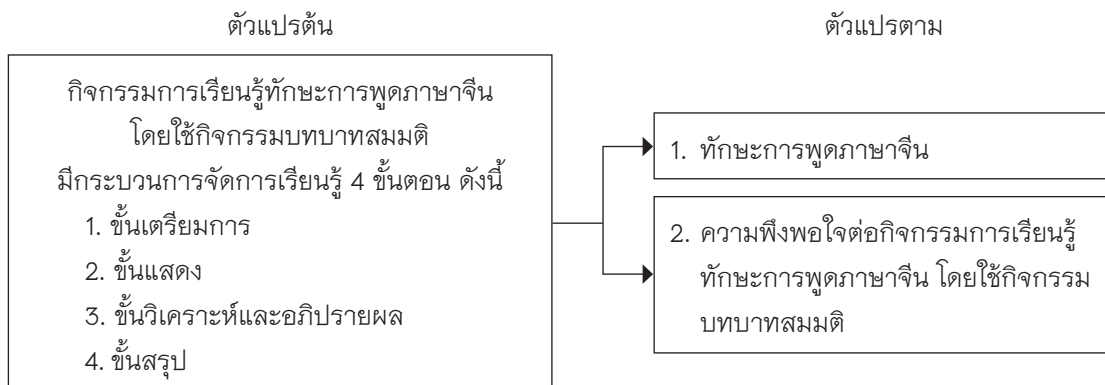 ตัวแปรต้น
กิจกรรมการเรียนรู้ทักษะการพูดภาษาจีน
โดยใช้กิจกรรมบทบาทสมมติ
มีกระบวนการจัดการเรียนรู้ 4 ขั้นตอน ดังนี้
1. ขั้นเตรียมการ
2. ขั้นแสดง
3. ขั้นวิเคราะห์และอภิปรายผล
4. ขั้นสรุป
ตัวแปรตาม
1. ทักษะการพูดภาษาจีน
2. ความพึงพอใจต่อกิจกรรมการเรียนรู้
ทักษะการพูดภาษาจีน โดยใช้กิจกรรม
บทบาทสมมติ